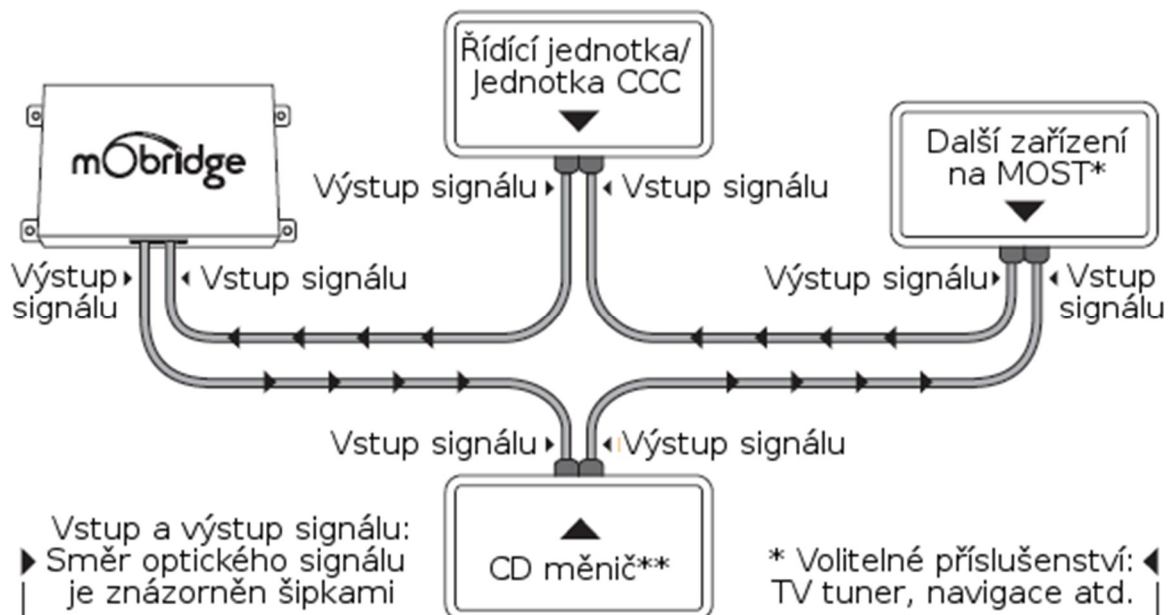 Řídící jednotka/
Jednotka CCC
mObridge
Další zařízení
na MOST*
Výstup signálu
Vstup signálu
Výstup
signálu
Vstup signálu
Výstup signálu
Vstup
signálu
Vstup signálu
Výstup signálu
Vstup a výstup signálu:
Směr optického signálu
je znázorněn šipkami
CD měnič**
* Volitelné příslušenství:
TV tuner, navigace atd.